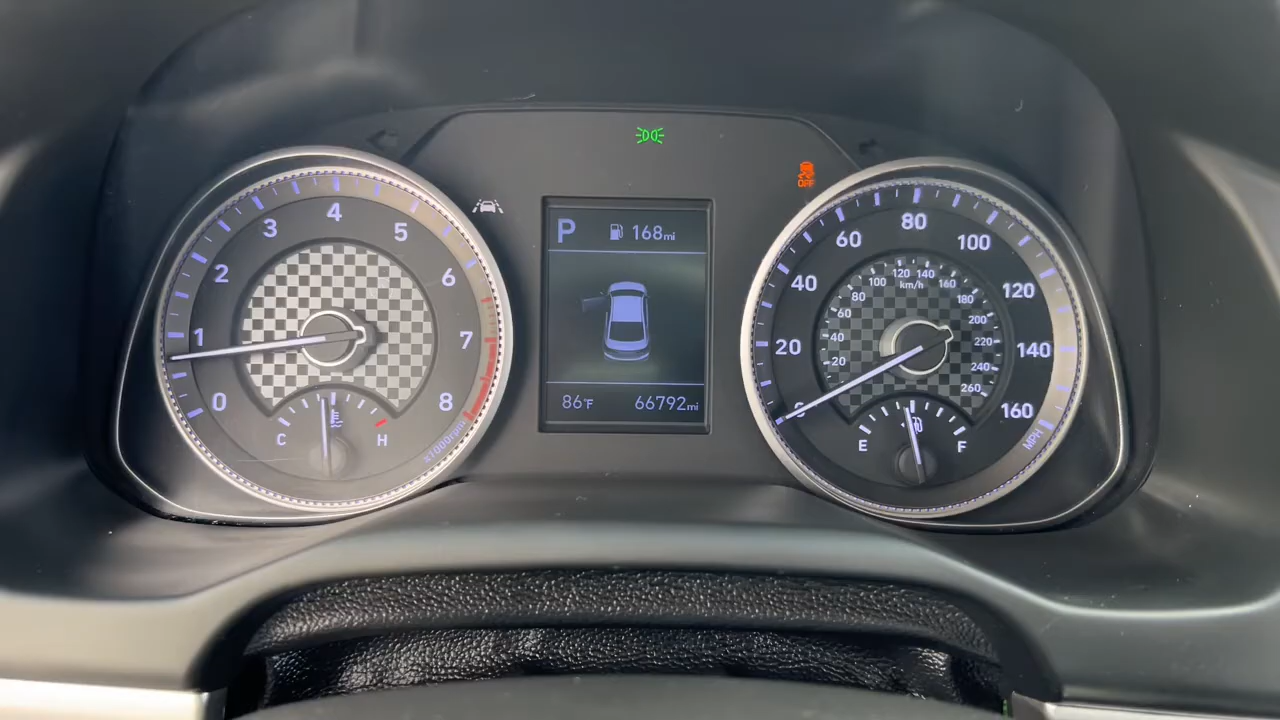 OFF
P 168mi
86°F 66792mi
0 1 2 3 4 5 6 7 8
x1000rpm
C H
0 20 40 60 80 100 120 140 160
MPH
20 40 60 80 100 120 140 160 180 200 220 240 260
km/h
E F